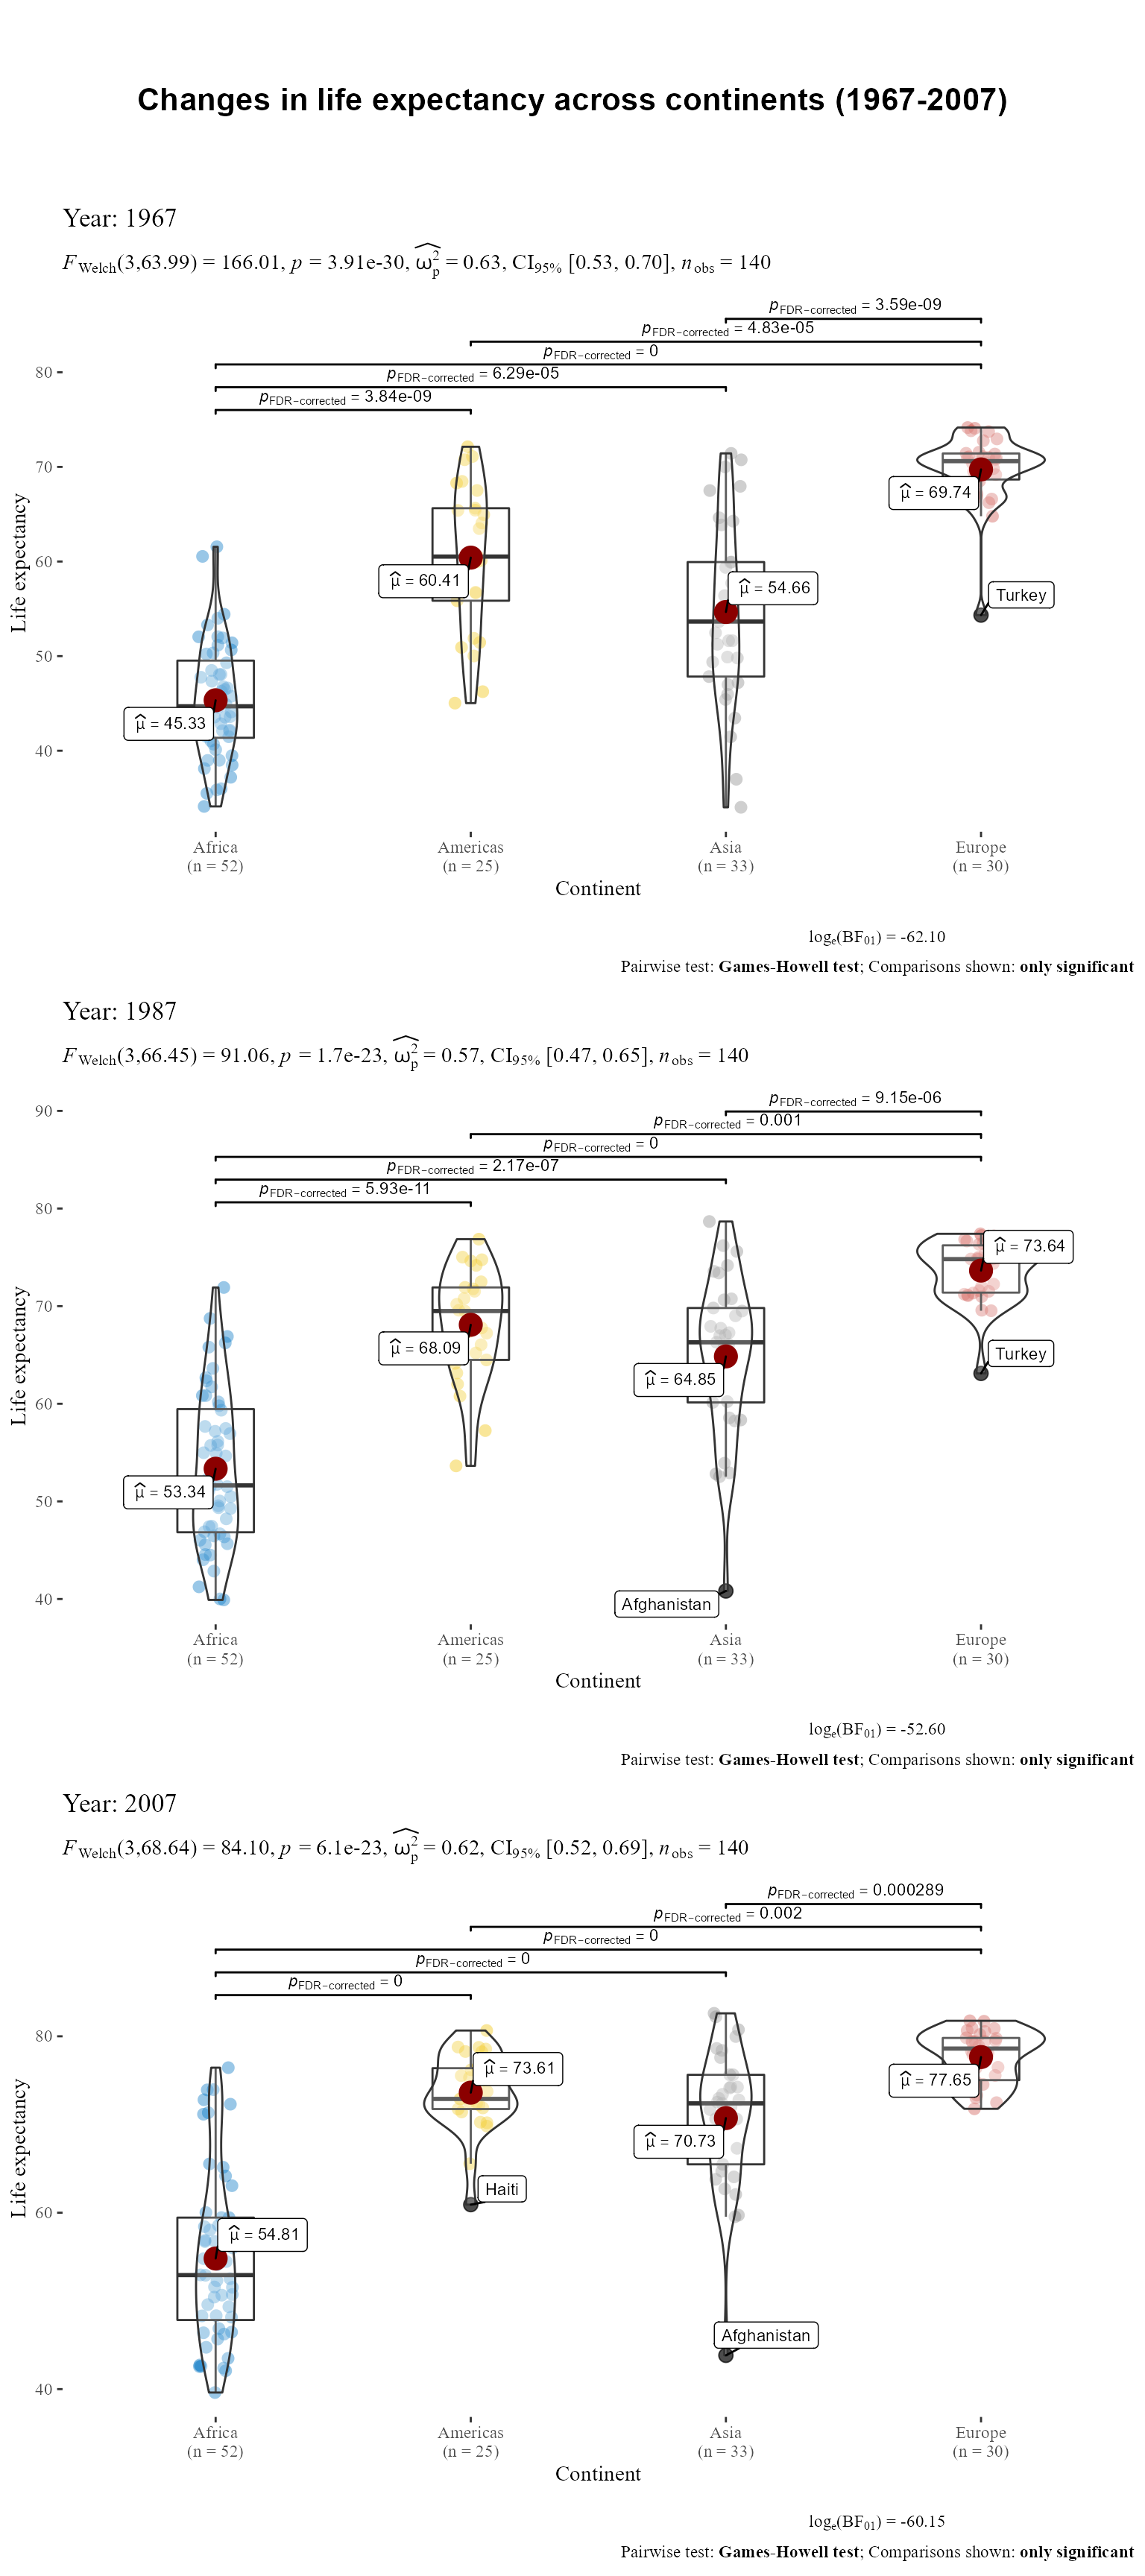 Changes in life expectancy across continents (1967-2007)
Year: 1967
F Welch(3,63.99) = 166.01, p = 3.91e-30, ω̂²p = 0.63, CI95% [0.53, 0.70], nobs = 140
pFDR−corrected = 3.59e-09
pFDR−corrected = 4.83e-05
pFDR−corrected = 0
pFDR−corrected = 6.29e-05
pFDR−corrected = 3.84e-09
80
70
60
50
40
Life expectancy
μ̂ = 45.33
μ̂ = 60.41
μ̂ = 54.66
μ̂ = 69.74
Turkey
Africa
(n = 52)
Americas
(n = 25)
Asia
(n = 33)
Europe
(n = 30)
Continent
loge(BF01) = -62.10
Pairwise test: Games-Howell test; Comparisons shown: only significant
Year: 1987
F Welch(3,66.45) = 91.06, p = 1.7e-23, ω̂²p = 0.57, CI95% [0.47, 0.65], nobs = 140
pFDR−corrected = 9.15e-06
pFDR−corrected = 0.001
pFDR−corrected = 0
pFDR−corrected = 2.17e-07
pFDR−corrected = 5.93e-11
90
80
70
60
50
40
Life expectancy
μ̂ = 53.34
μ̂ = 68.09
μ̂ = 64.85
μ̂ = 73.64
Turkey
Afghanistan
Africa
(n = 52)
Americas
(n = 25)
Asia
(n = 33)
Europe
(n = 30)
Continent
loge(BF01) = -52.60
Pairwise test: Games-Howell test; Comparisons shown: only significant
Year: 2007
F Welch(3,68.64) = 84.10, p = 6.1e-23, ω̂²p = 0.62, CI95% [0.52, 0.69], nobs = 140
pFDR−corrected = 0.000289
pFDR−corrected = 0.002
pFDR−corrected = 0
pFDR−corrected = 0
pFDR−corrected = 0
80
60
40
Life expectancy
μ̂ = 54.81
μ̂ = 73.61
μ̂ = 70.73
μ̂ = 77.65
Haiti
Afghanistan
Africa
(n = 52)
Americas
(n = 25)
Asia
(n = 33)
Europe
(n = 30)
Continent
loge(BF01) = -60.15
Pairwise test: Games-Howell test; Comparisons shown: only significant